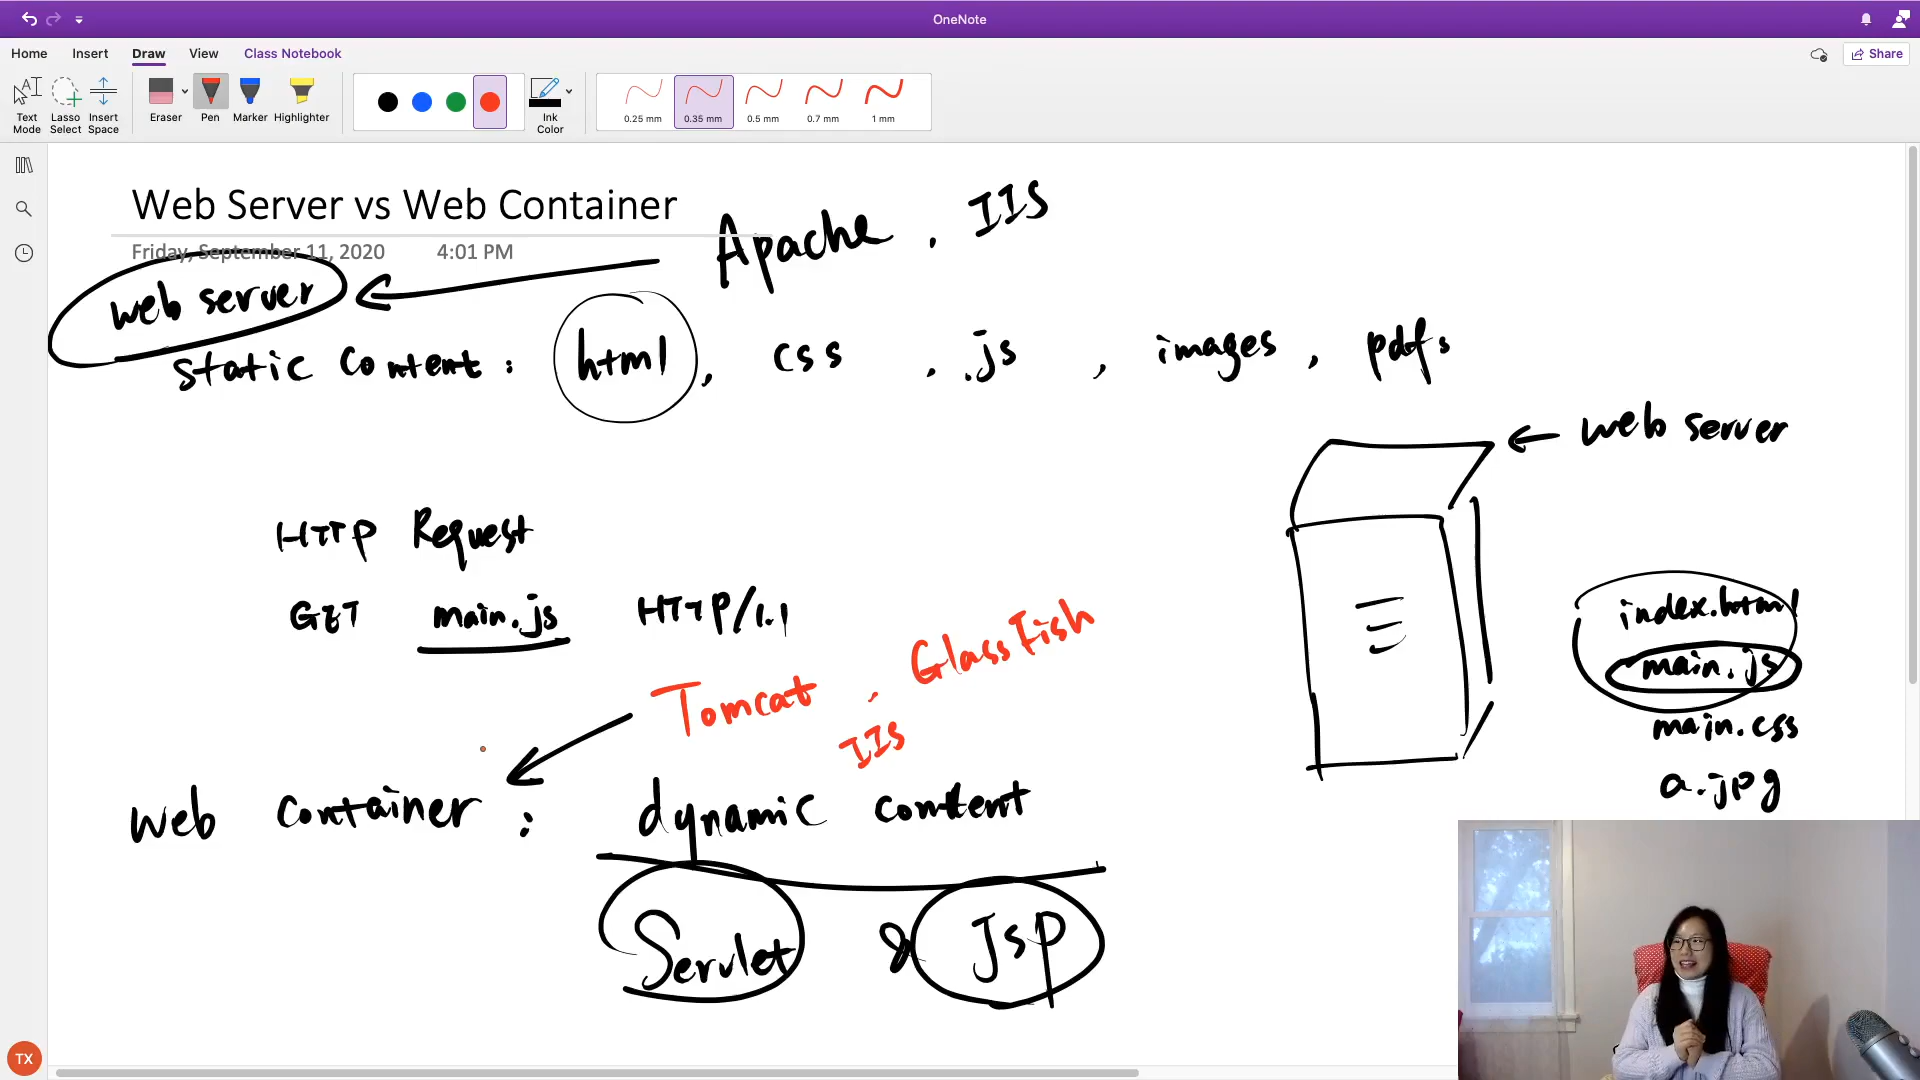 OneNote
Home Insert Draw View Class Notebook
Share
Text Mode
Lasso Select
Insert Space
Eraser
Pen
Marker
Highlighter
Ink Color
0.25 mm
0.35 mm
0.5 mm
0.7 mm
1 mm
Web Server vs Web Container
Friday, September 11, 2020 4:01 PM
Apache , IIS
web server
static content : html , css , .js , images , pdfs
web server
HTTP Request
GET main.js HTTP/1.1
index.html
main.js
main.css
a.jpg
Tomcat , GlassFish
IIS
Web container : dynamic content
Servlet & JSP
TX